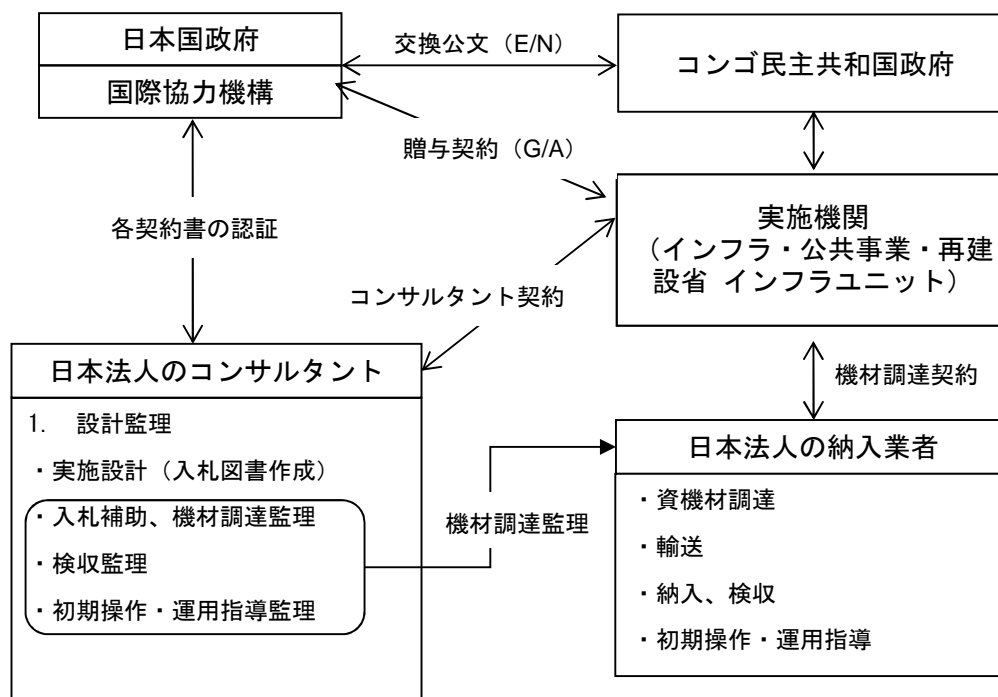 日本国政府
国際協力機構
交換公文（E/N）
コンゴ民主共和国政府
贈与契約（G/A）
各契約書の認証
実施機関
（インフラ・公共事業・再建
設省 インフラユニット）
コンサルタント契約
機材調達契約
日本法人のコンサルタント
1. 設計監理
・実施設計（入札図書作成）
・入札補助、機材調達監理
・検収監理
・初期操作・運用指導監理
機材調達監理
日本法人の納入業者
・資機材調達
・輸送
・納入、検収
・初期操作・運用指導